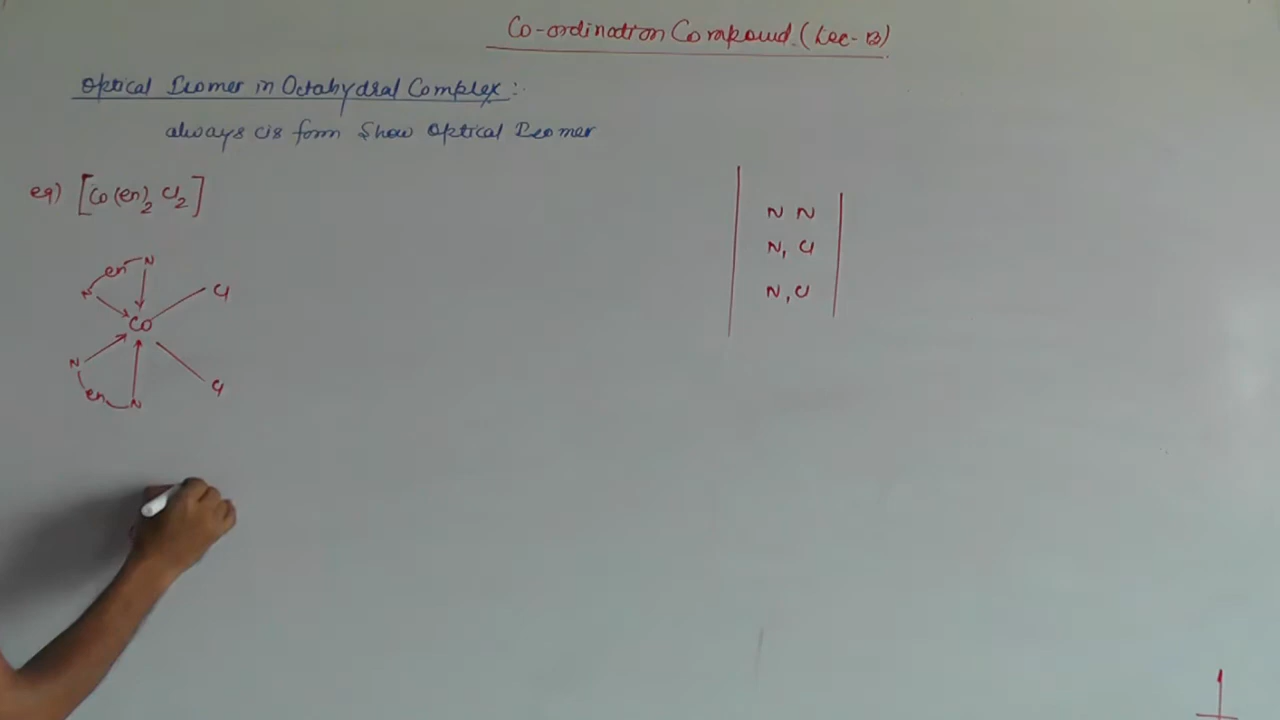 Co-ordination Compound. (Lec-13)
Optical Isomer in Octahydral Complex:
always cis form Show Optical Isomer
eg) [Co(en)2 Cl2]
N N
N, Cl
N, Cl
en N
N Cl
Co
N Cl
en N